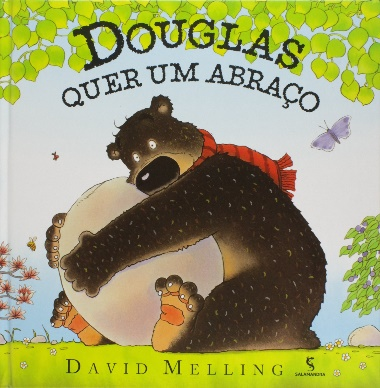 DOUGLAS
QUER UM ABRAÇO
DAVID MELLING
SALAMANDRA